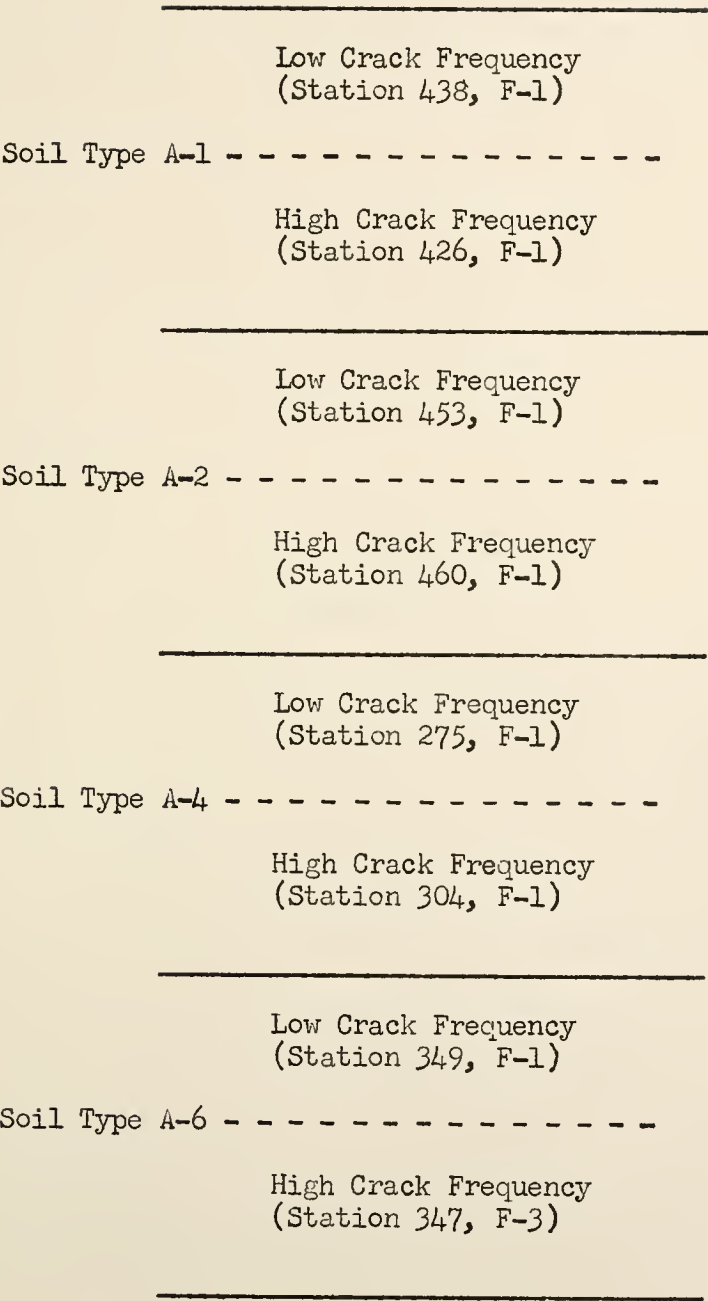 Low Crack Frequency
(Station 438, F-1)
Soil Type A-1 - - - - - - - - - - - - - - -
High Crack Frequency
(Station 426, F-1)
Low Crack Frequency
(Station 453, F-1)
Soil Type A-2 - - - - - - - - - - - - - - -
High Crack Frequency
(Station 460, F-1)
Low Crack Frequency
(Station 275, F-1)
Soil Type A-4 - - - - - - - - - - - - - - -
High Crack Frequency
(Station 304, F-1)
Low Crack Frequency
(Station 349, F-1)
Soil Type A-6 - - - - - - - - - - - - - - -
High Crack Frequency
(Station 347, F-3)